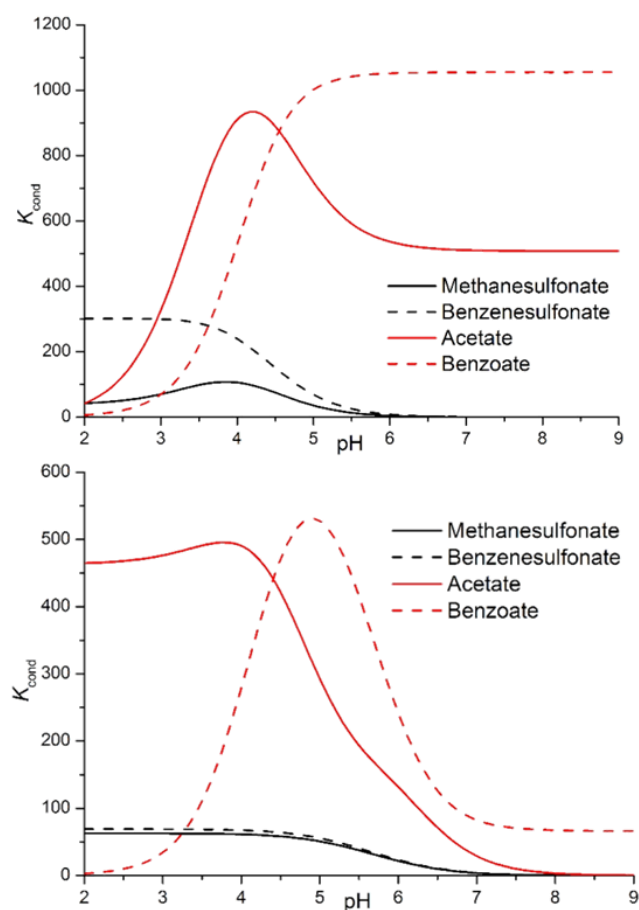 1200
1000
800
600
400
200
0
K cond
Methanesulfonate
Benzenesulfonate
Acetate
Benzoate
2 3 4 5 6 7 8 9
pH
600
500
400
300
200
100
0
K cond
Methanesulfonate
Benzenesulfonate
Acetate
Benzoate
2 3 4 5 6 7 8 9
pH